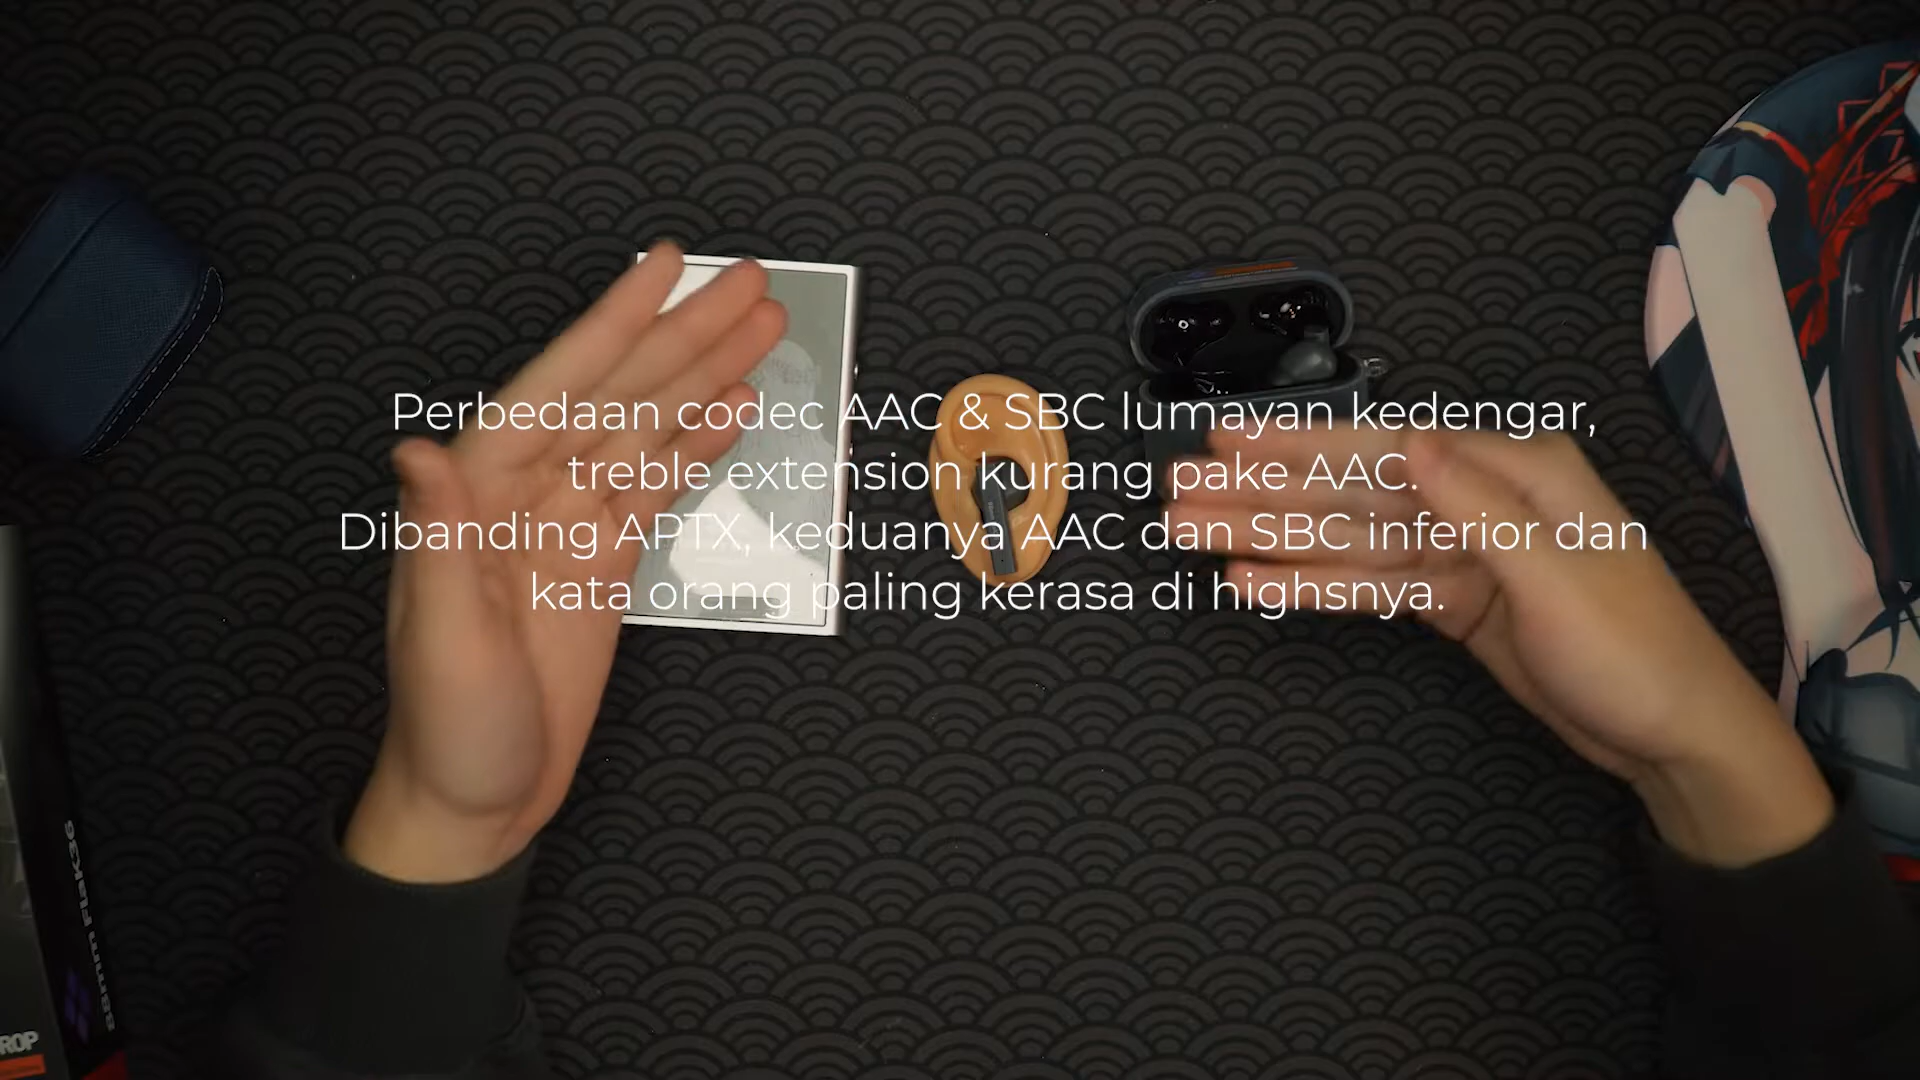 Perbedaan codec AAC & SBC lumayan kedengar,
treble extension kurang pake AAC.
Dibanding APTX, keduanya AAC dan SBC inferior dan
kata orang paling kerasa di highsnya.
ROP